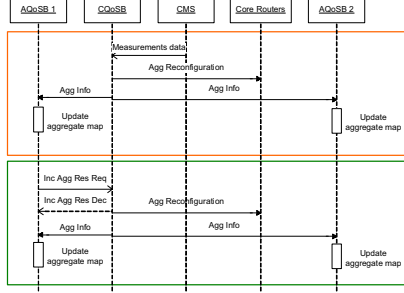 AQoSB 1 CQoSB CMS Core Routers AQoSB 2
Measurements data
Agg Reconfiguration
Agg Info Agg Info
Update
aggregate map
Update
aggregate map
Inc Agg Res Req
Inc Agg Res Dec Agg Reconfiguration
Agg Info Agg Info
Update
aggregate map
Update
aggregate map